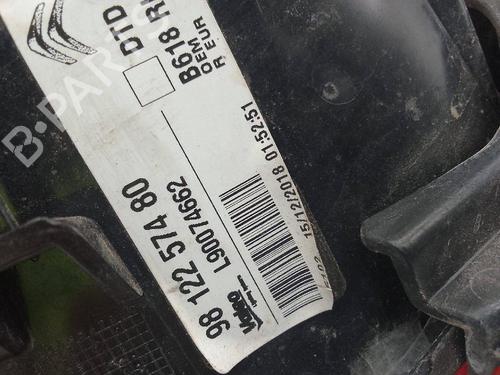 DTD
B618
OEM
R EUR
98 122 574 80
L90074662
15/12/2018 01:52:51
Valeo
B-PARTS